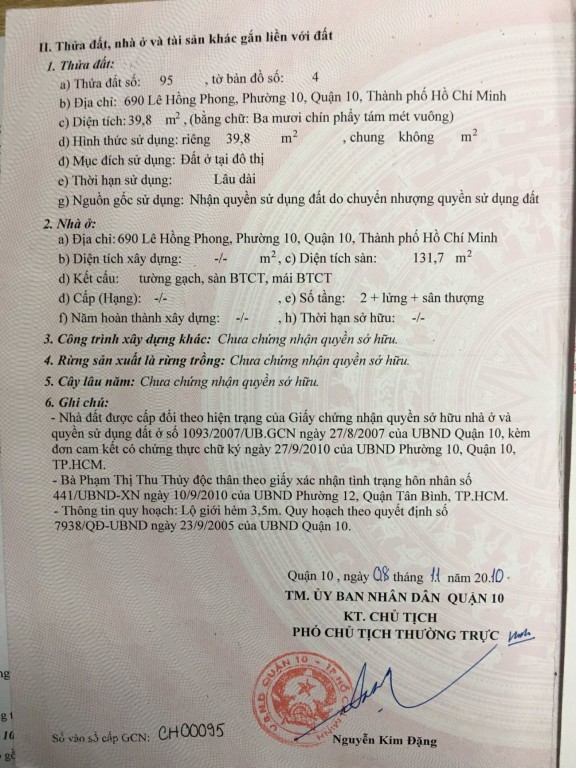 II. Thửa đất, nhà ở và tài sản khác gắn liền với đất
1. Thửa đất:
a) Thửa đất số: 95 , tờ bản đồ số: 4
b) Địa chỉ: 690 Lê Hồng Phong, Phường 10, Quận 10, Thành phố Hồ Chí Minh
c) Diện tích: 39,8 m² , (bằng chữ: Ba mươi chín phẩy tám mét vuông)
d) Hình thức sử dụng: riêng 39,8 m² , chung không m²
đ) Mục đích sử dụng: Đất ở tại đô thị
e) Thời hạn sử dụng: Lâu dài
g) Nguồn gốc sử dụng: Nhận quyền sử dụng đất do chuyển nhượng quyền sử dụng đất
2. Nhà ở:
a) Địa chỉ: 690 Lê Hồng Phong, Phường 10, Quận 10, Thành phố Hồ Chí Minh
b) Diện tích xây dựng: -/- m² , c) Diện tích sàn: 131,7 m²
d) Kết cấu: tường gạch, sàn BTCT, mái BTCT
đ) Cấp (Hạng): -/- , e) Số tầng: 2 + lửng + sân thượng
f) Năm hoàn thành xây dựng: -/- , h) Thời hạn sở hữu: -/-
3. Công trình xây dựng khác: Chưa chứng nhận quyền sở hữu.
4. Rừng sản xuất là rừng trồng: Chưa chứng nhận quyền sở hữu.
5. Cây lâu năm: Chưa chứng nhận quyền sở hữu.
6. Ghi chú:
- Nhà đất được cấp đổi theo hiện trạng của Giấy chứng nhận quyền sở hữu nhà ở và
quyền sử dụng đất ở số 1093/2007/UB.GCN ngày 27/8/2007 của UBND Quận 10, kèm
đơn cam kết có chứng thực chữ ký ngày 27/9/2010 của UBND Phường 10, Quận 10,
TP.HCM.
- Bà Phạm Thị Thu Thủy độc thân theo giấy xác nhận tình trạng hôn nhân số
441/UBND-XN ngày 10/9/2010 của UBND Phường 12, Quận Tân Bình, TP.HCM.
- Thông tin quy hoạch: Lộ giới hẻm 3,5m. Quy hoạch theo quyết định số
7938/QĐ-UBND ngày 23/9/2005 của UBND Quận 10.
Quận 10 , ngày 08 tháng 11 năm 2010.
TM. ỦY BAN NHÂN DÂN QUẬN 10
KT. CHỦ TỊCH
PHÓ CHỦ TỊCH THƯỜNG TRỰC
U.B.N.D QUẬN 10 - TP HỒ CHÍ MINH
Số vào sổ cấp GCN: CH00095
Nguyễn Kim Đặng